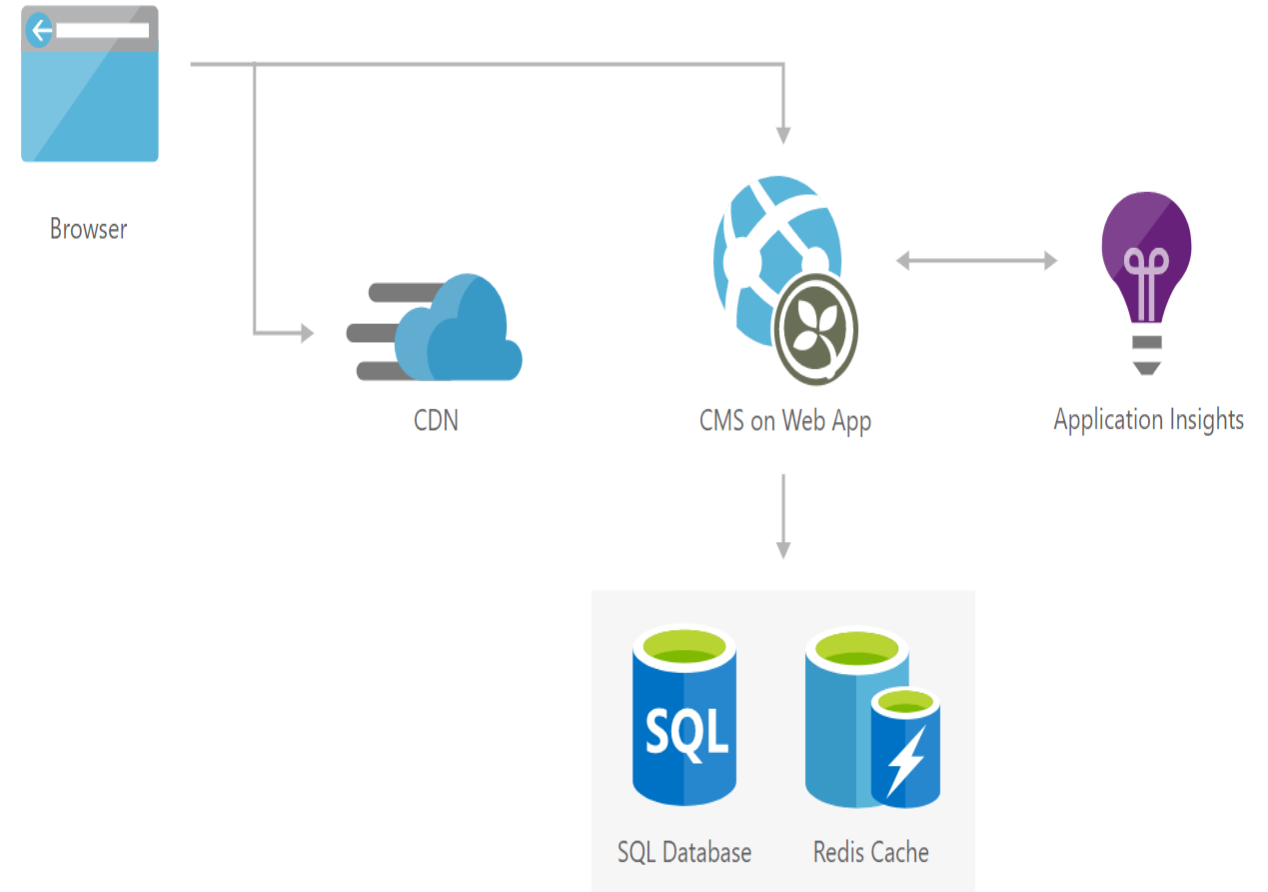 Browser
CDN
CMS on Web App
Application Insights
SQL
SQL Database
Redis Cache